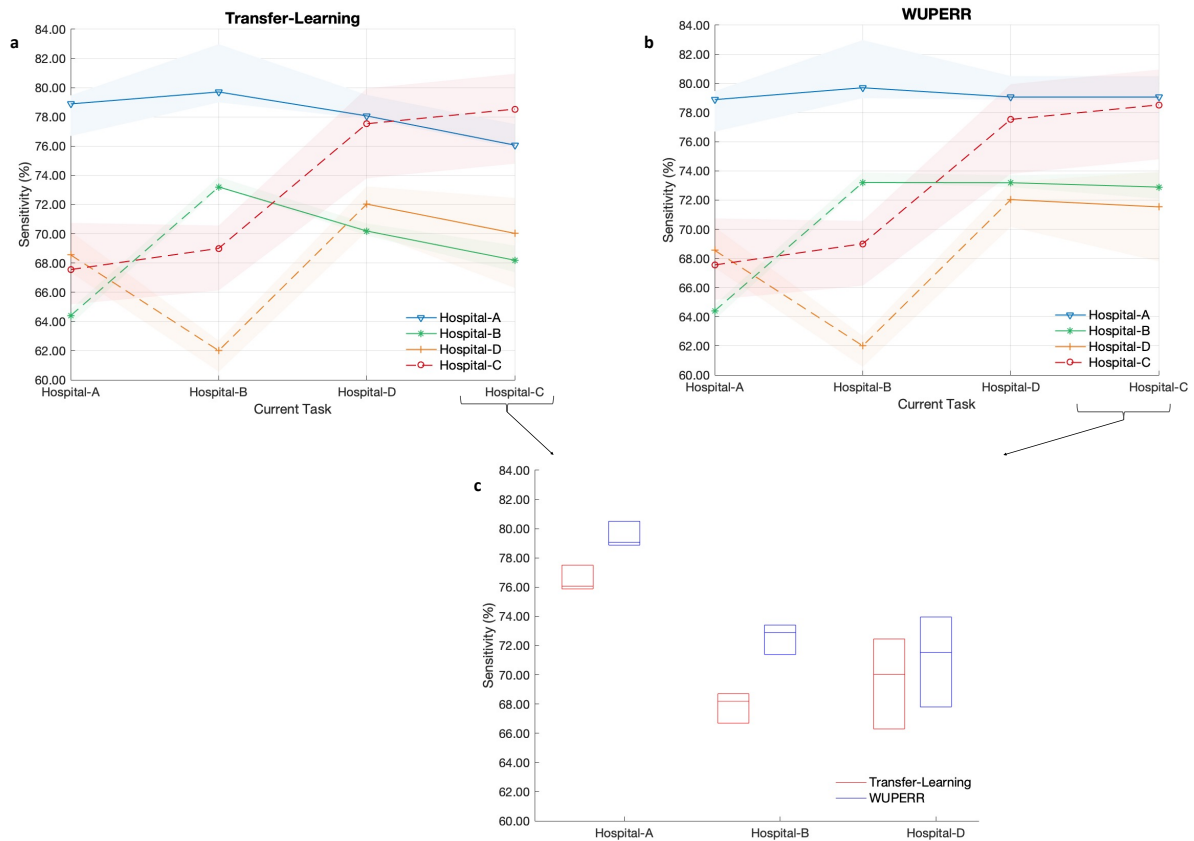 Transfer-Learning
a
84.00
82.00
80.00
78.00
76.00
74.00
72.00
70.00
68.00
66.00
64.00
62.00
60.00
Sensitivity (%)
Hospital-A
Hospital-B
Hospital-D
Hospital-C
Hospital-A Hospital-B Hospital-D Hospital-C
Current Task
WUPERR
b
84.00
82.00
80.00
78.00
76.00
74.00
72.00
70.00
68.00
66.00
64.00
62.00
60.00
Sensitivity (%)
Hospital-A
Hospital-B
Hospital-D
Hospital-C
Hospital-A Hospital-B Hospital-D Hospital-C
Current Task
c
84.00
82.00
80.00
78.00
76.00
74.00
72.00
70.00
68.00
66.00
64.00
62.00
60.00
Sensitivity (%)
Transfer-Learning
WUPERR
Hospital-A Hospital-B Hospital-D